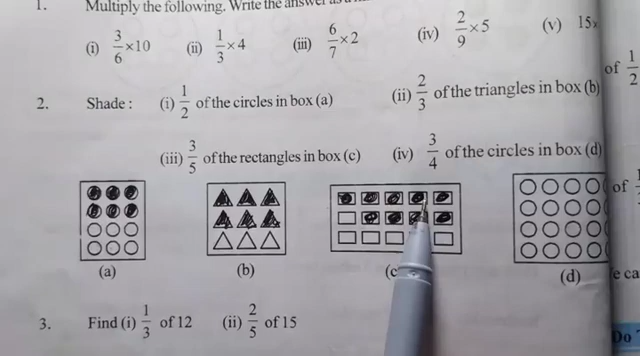 1. Multiply the following. Write the answer as a
(i) 3/6 ×10 (ii) 1/3 ×4 (iii) 6/7 ×2 (iv) 2/9 ×5 (v) 15
2. Shade : (i) 1/2 of the circles in box (a) (ii) 2/3 of the triangles in box (b)
of 1/2
(iii) 3/5 of the rectangles in box (c) (iv) 3/4 of the circles in box (d)
of
(a) (b) (c (d)
3. Find (i) 1/3 of 12 (ii) 2/5 of 15
Do